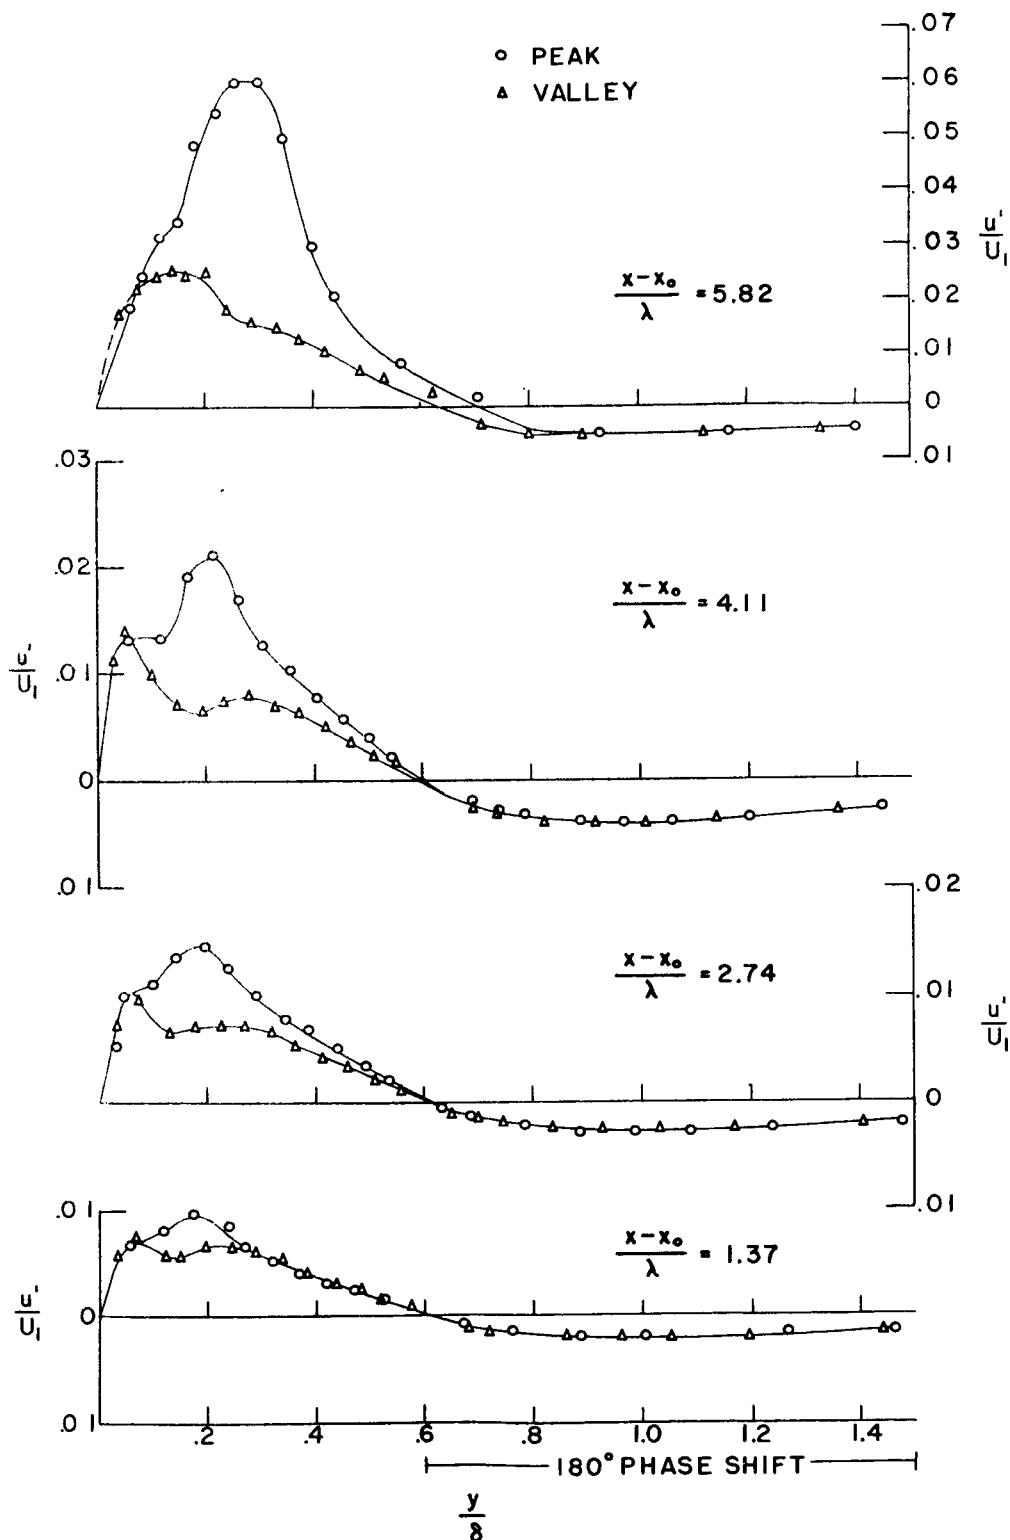 PEAK
VALLEY
.07
.06
.05
.04
.03
.02
.01
0
.01
u'/U₁
x-x₀/λ = 5.82
.03
.02
.01
0
.01
u'/U₁
x-x₀/λ = 4.11
.02
.01
0
.01
u'/U₁
x-x₀/λ = 2.74
.01
0
.01
u'/U₁
x-x₀/λ = 1.37
.2 .4 .6 .8 1.0 1.2 1.4
180° PHASE SHIFT
y/δ